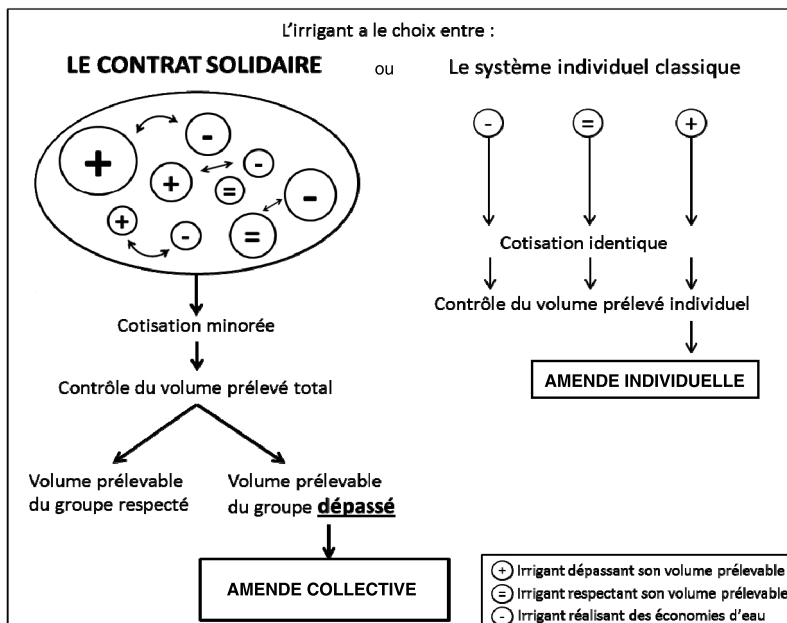 L'irrigant a le choix entre :
LE CONTRAT SOLIDAIRE
ou
Le système individuel classique
+
-
-
+
=
-
+
-
=
-
=
+
Cotisation identique
Contrôle du volume prélevé individuel
AMENDE INDIVIDUELLE
Cotisation minorée
Contrôle du volume prélevé total
Volume prélevable
du groupe respecté
Volume prélevable
du groupe dépassé
AMENDE COLLECTIVE
+ Irrigant dépassant son volume prélevable
= Irrigant respectant son volume prélevable
- Irrigant réalisant des économies d'eau